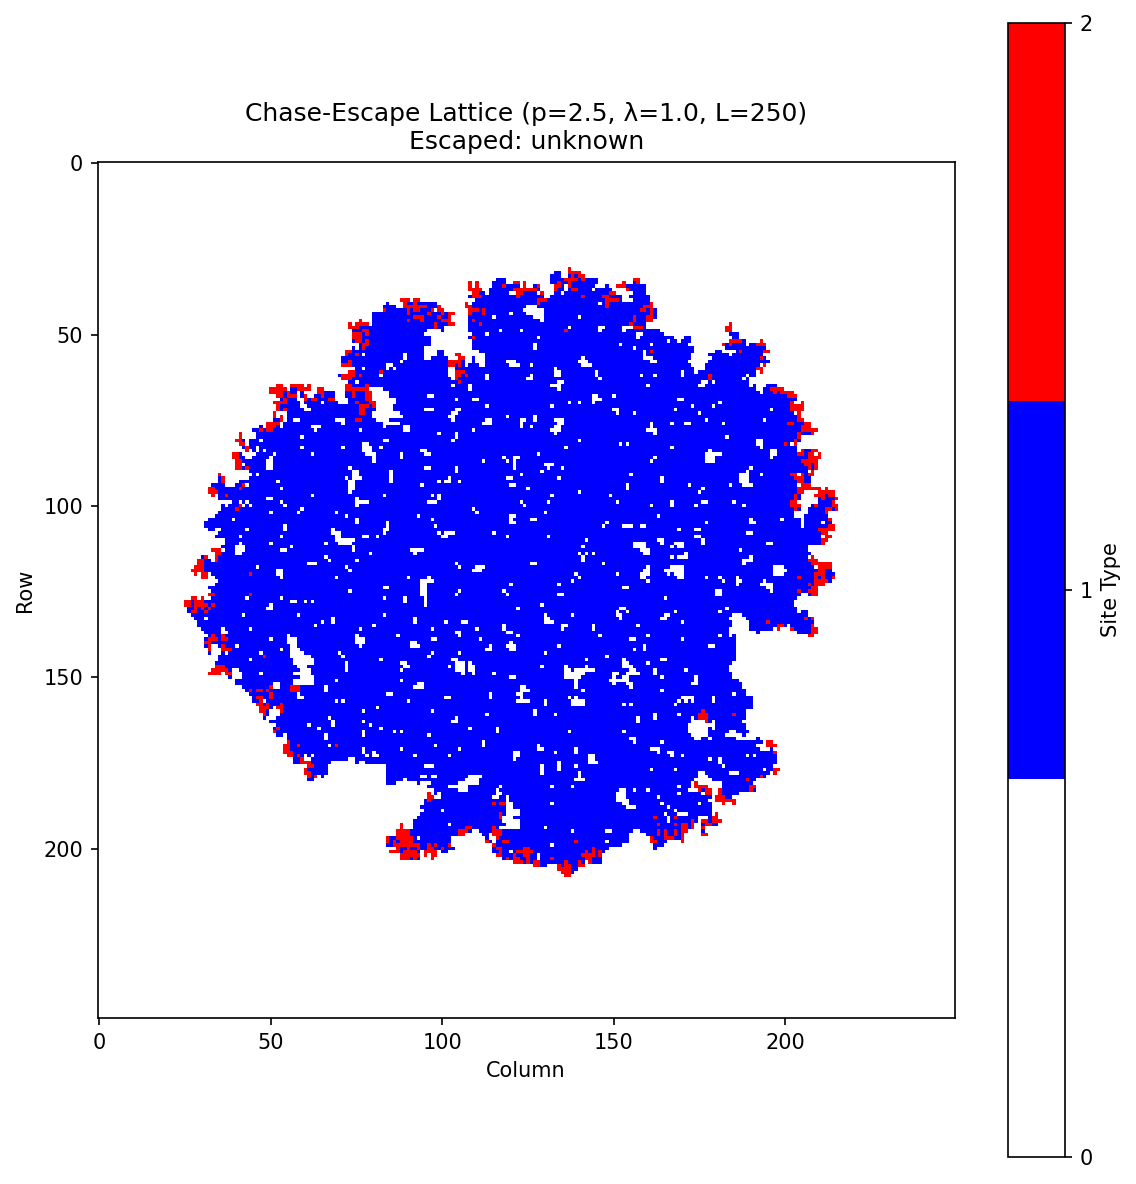 Chase-Escape Lattice (p=2.5, λ=1.0, L=250)
Escaped: unknown
0
50
100
150
200
Row
0
50
100
150
200
Column
2
1
0
Site Type